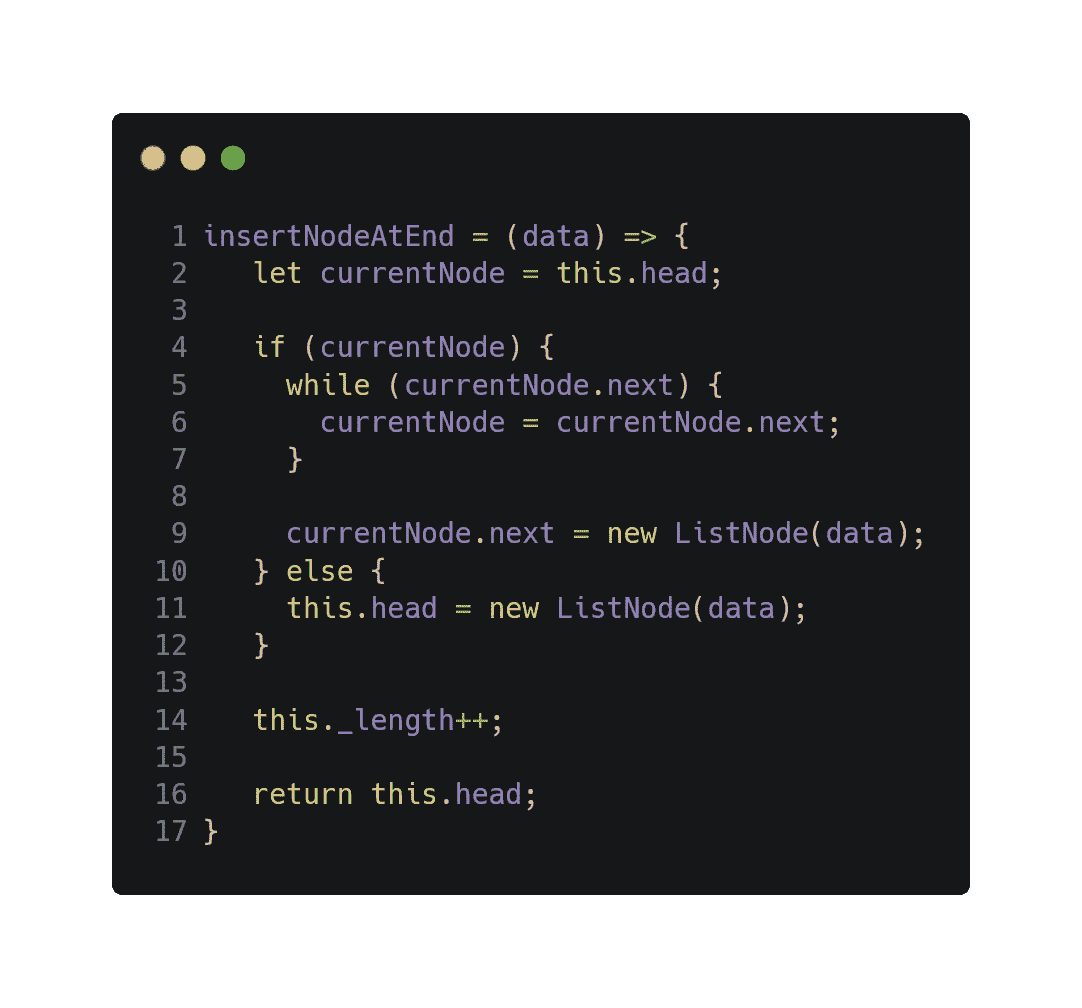 1 insertNodeAtEnd = (data) => {
2    let currentNode = this.head;
3
4    if (currentNode) {
5      while (currentNode.next) {
6        currentNode = currentNode.next;
7      }
8
9      currentNode.next = new ListNode(data);
10    } else {
11      this.head = new ListNode(data);
12    }
13
14    this._length++;
15
16    return this.head;
17 }